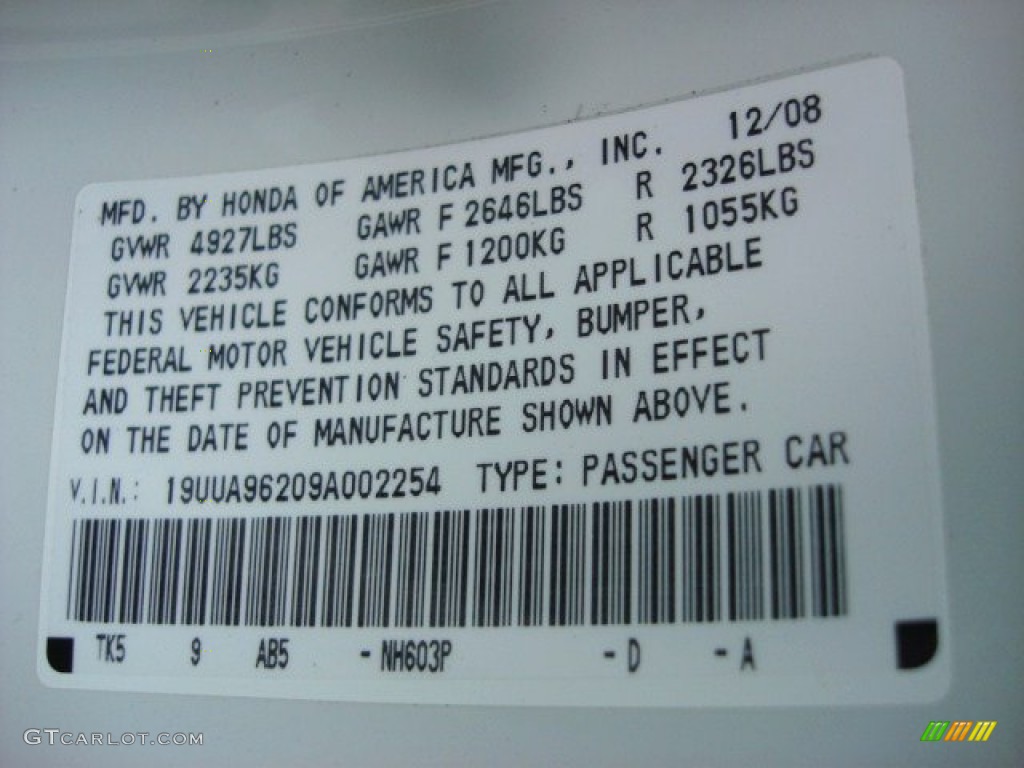 MFD. BY HONDA OF AMERICA MFG., INC. 12/08
GVWR 4927LBS GAWR F 2646LBS R 2326LBS
GVWR 2235KG GAWR F 1200KG R 1055KG
THIS VEHICLE CONFORMS TO ALL APPLICABLE
FEDERAL MOTOR VEHICLE SAFETY, BUMPER,
AND THEFT PREVENTION STANDARDS IN EFFECT
ON THE DATE OF MANUFACTURE SHOWN ABOVE.
V.I.N.: 19UUA96209A002254 TYPE: PASSENGER CAR
TK5 9 AB5 -NH603P -D -A
GTCARLOT.COM